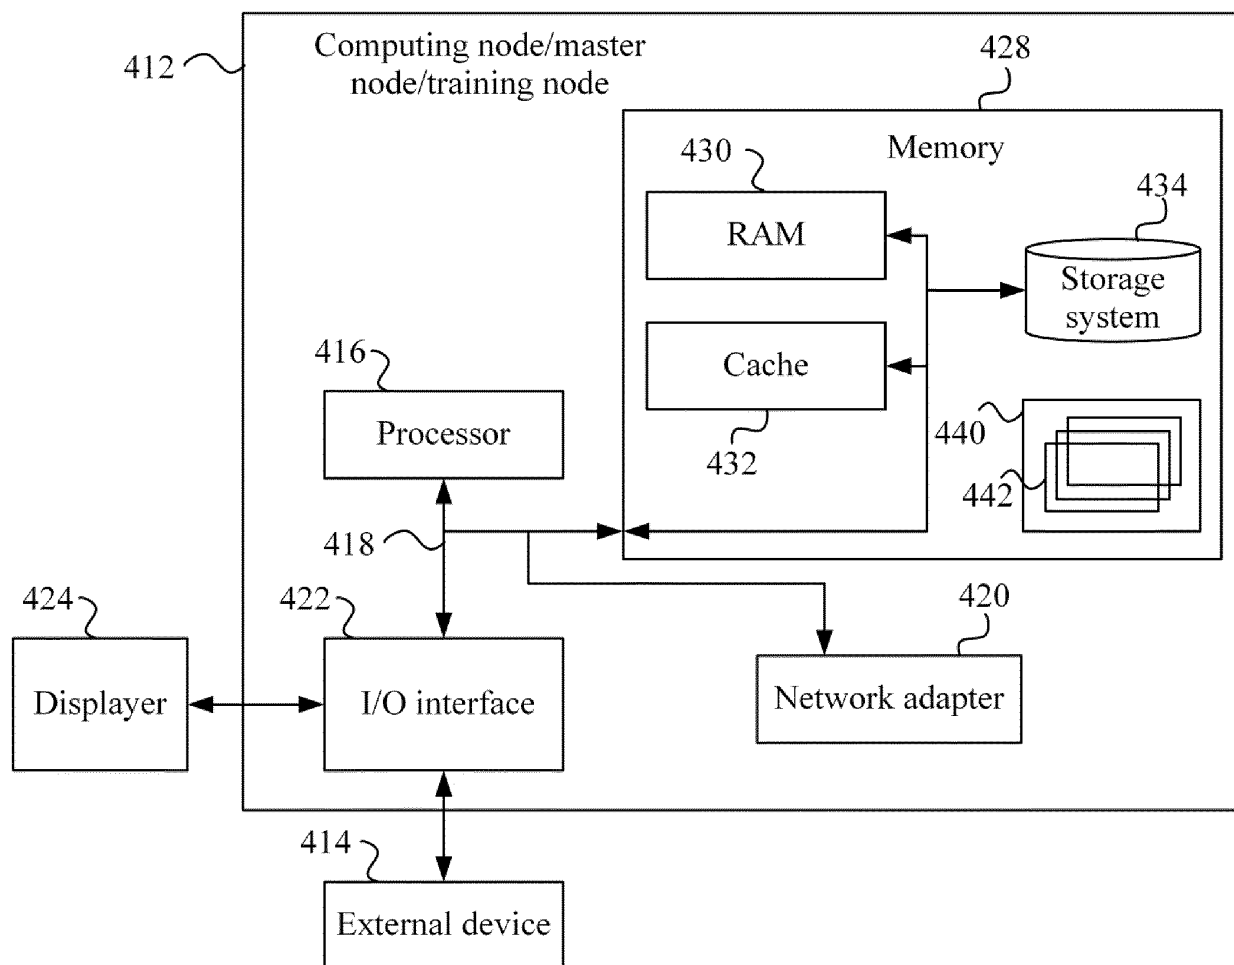 Computing node/master
node/training node
412
428
Memory
430
RAM
434
Storage
system
Cache
432
416
Processor
440
442
418
424
Displayer
422
I/O interface
420
Network adapter
414
External device